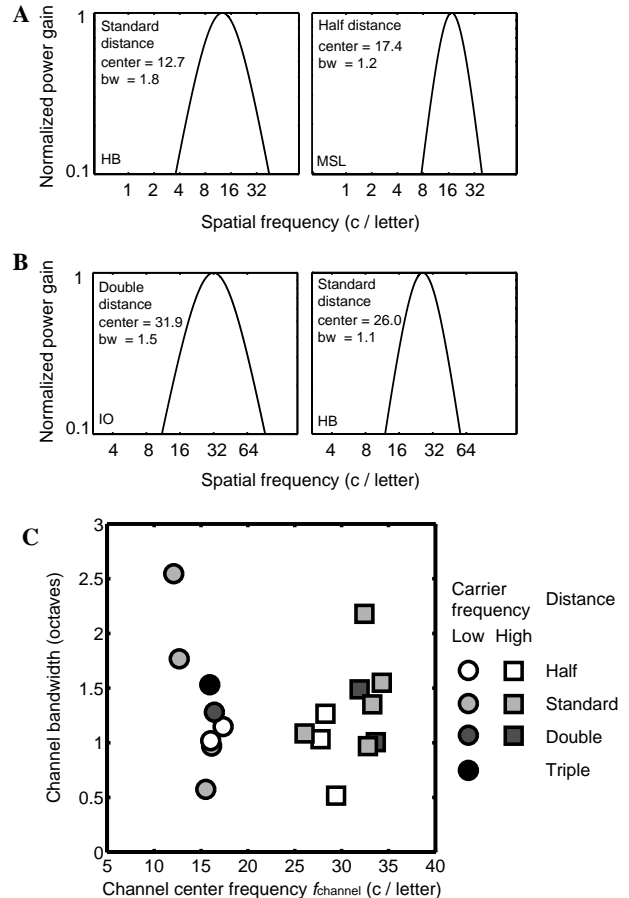 A
Normalized power gain
1
0.1
Standard
distance
center = 12.7
bw = 1.8
HB
1 2 4 8 16 32
Half distance
center = 17.4
bw = 1.2
MSL
1 2 4 8 16 32
Spatial frequency (c / letter)
B
Normalized power gain
1
0.1
Double
distance
center = 31.9
bw = 1.5
IO
4 8 16 32 64
Standard
distance
center = 26.0
bw = 1.1
HB
4 8 16 32 64
Spatial frequency (c / letter)
C
Channel bandwidth (octaves)
3
2.5
2
1.5
1
0.5
0
5 10 15 20 25 30 35 40
Channel center frequency fchannel (c / letter)
Carrier Distance
frequency
Low High
Half
Standard
Double
Triple